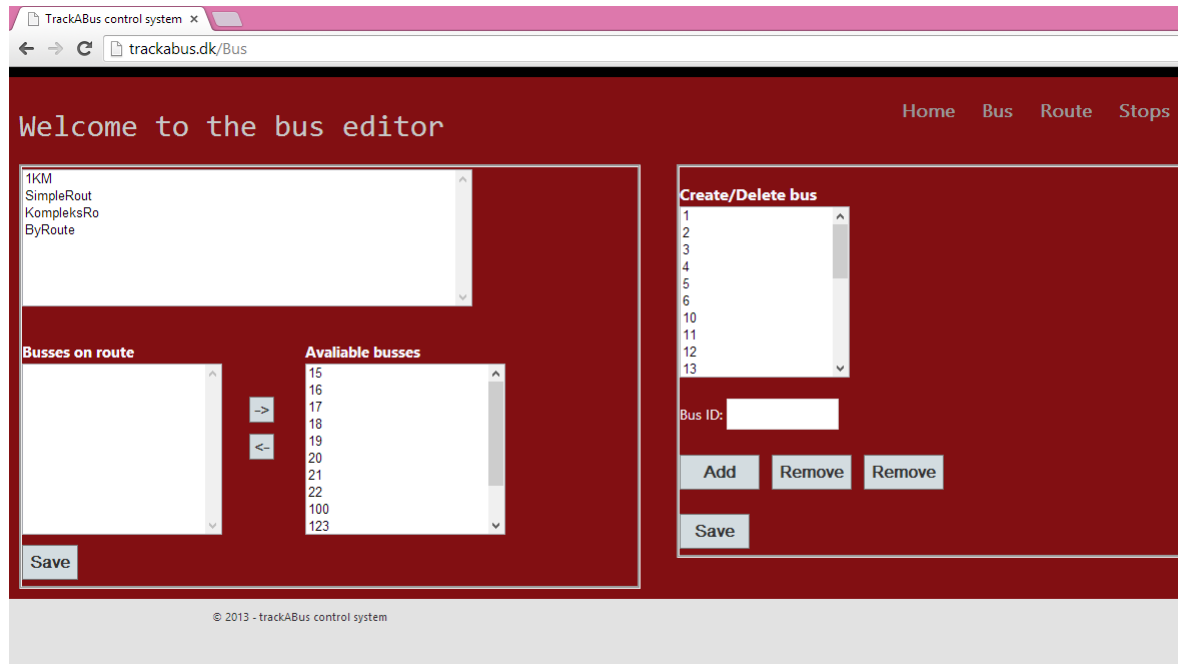 TrackABus control system ×
trackabus.dk/Bus
Welcome to the bus editor
Home Bus Route Stops
1KM
SimpleRout
KompleksRo
ByRoute
Busses on route
->
<-
Avaliable busses
15
16
17
18
19
20
21
22
100
123
Save
Create/Delete bus
1
2
3
4
5
6
10
11
12
13
Bus ID:
Add Remove Remove
Save
© 2013 - trackABus control system